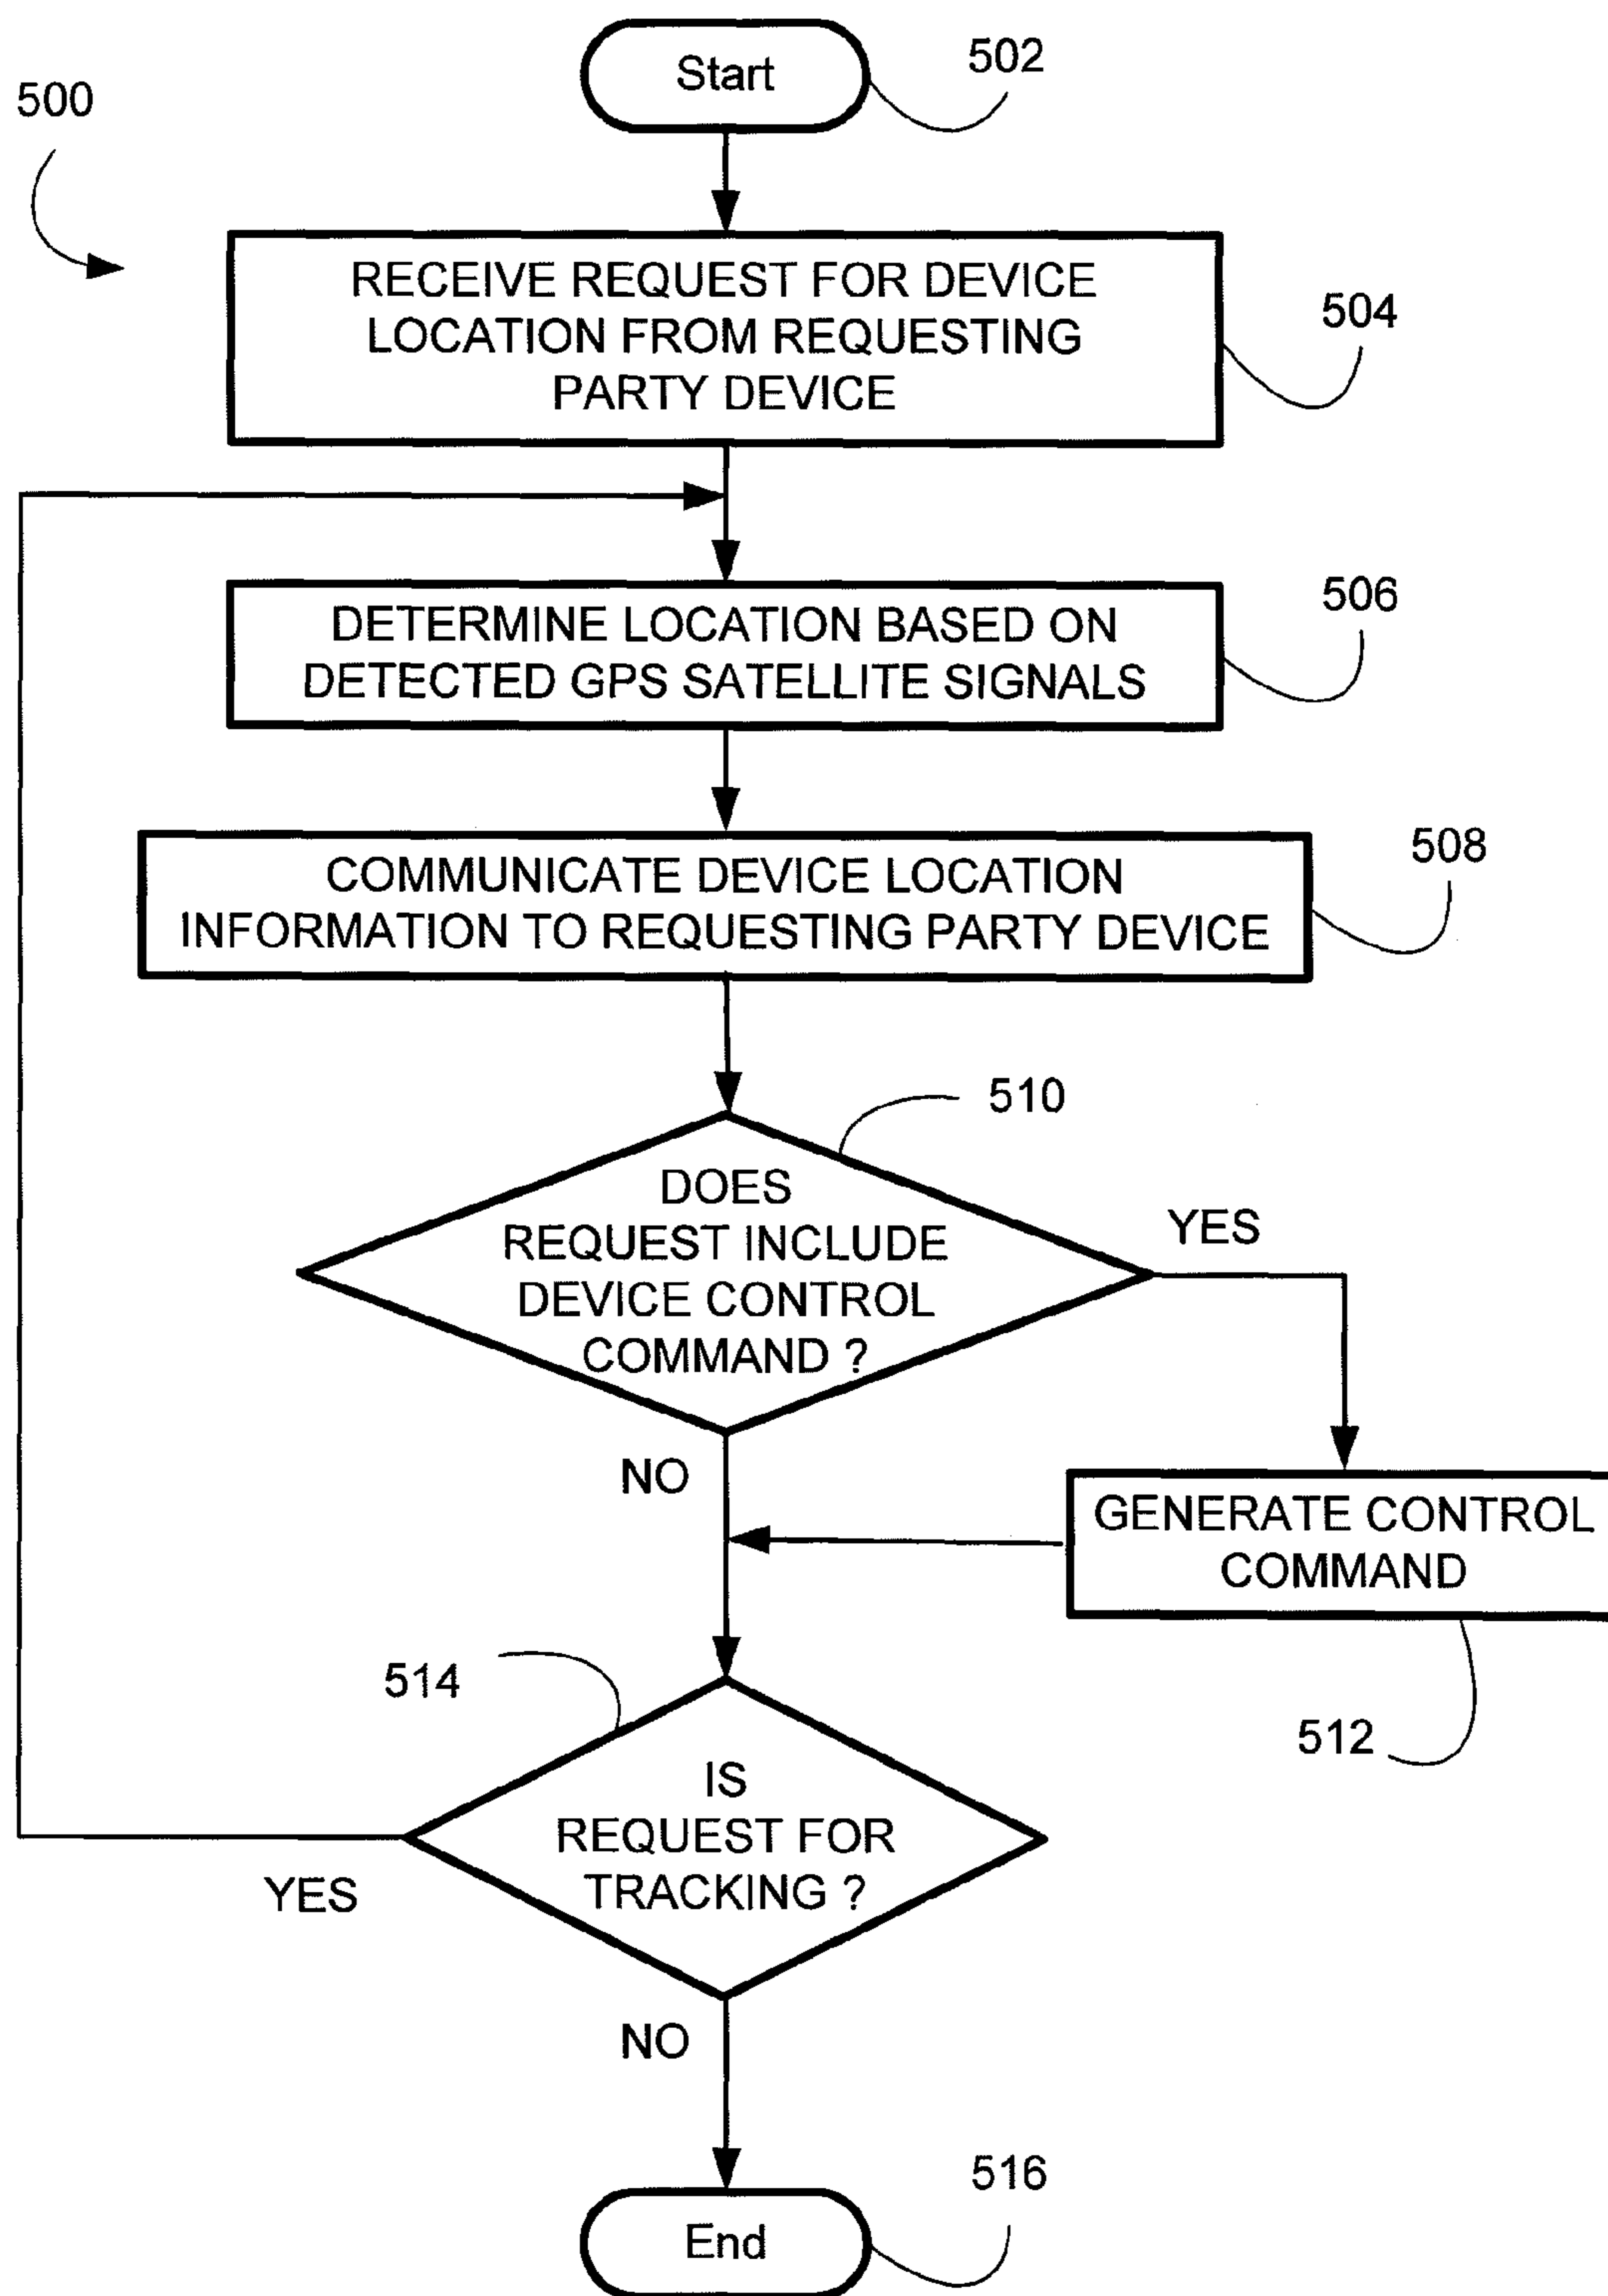 Start
502
500
RECEIVE REQUEST FOR DEVICE
LOCATION FROM REQUESTING
PARTY DEVICE
504
DETERMINE LOCATION BASED ON
DETECTED GPS SATELLITE SIGNALS
506
COMMUNICATE DEVICE LOCATION
INFORMATION TO REQUESTING PARTY DEVICE
508
510
DOES
REQUEST INCLUDE
DEVICE CONTROL
COMMAND ?
YES
NO
GENERATE CONTROL
COMMAND
512
514
IS
REQUEST FOR
TRACKING ?
YES
NO
516
End